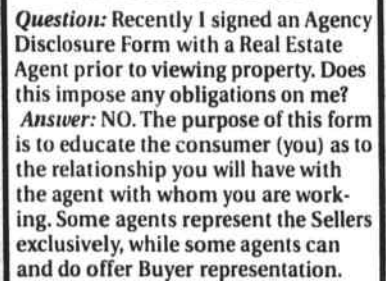 Question: Recently I signed an Agency
Disclosure Form with a Real Estate
Agent prior to viewing property. Does
this impose any obligations on me?
Answer: NO. The purpose of this form
is to educate the consumer (you) as to
the relationship you will have with
the agent with whom you are work-
ing. Some agents represent the Sellers
exclusively, while some agents can
and do offer Buyer representation.